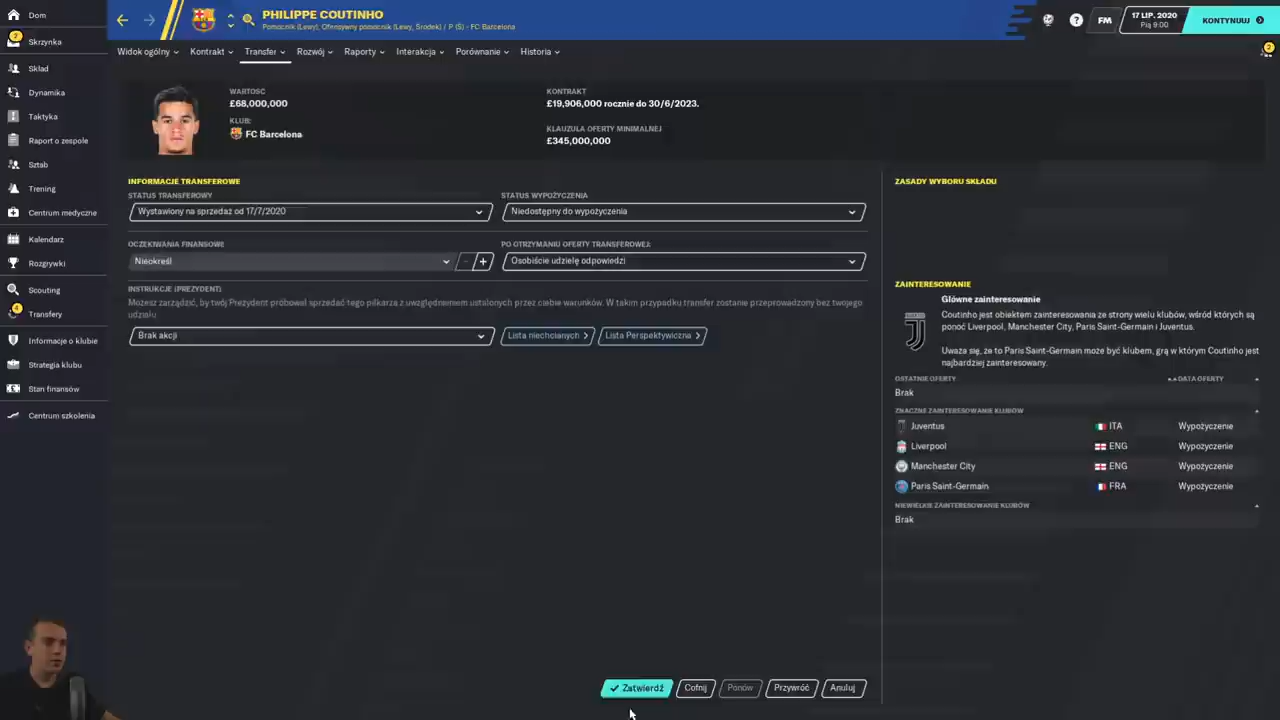 Dom
PHILIPPE COUTINHO
Pomocnik (Lewy), Ofensywny pomocnik (Lewy, Środek) / P (Ś) - FC Barcelona
FM
17 LIP. 2020
Pią 9:00
KONTYNUUJ
2
Skrzynka
Widok ogólny
Kontrakt
Transfer
Rozwój
Raporty
Interakcja
Porównanie
Historia
2
Skład
Dynamika
Taktyka
Raport o zespole
Sztab
Trening
Centrum medyczne
Kalendarz
Rozgrywki
Scouting
4
Transfery
Informacje o klubie
Strategia klubu
Stan finansów
Centrum szkolenia
WARTOŚĆ
£68,000,000
KLUB:
FC Barcelona
KONTRAKT
£19,906,000 rocznie do 30/6/2023.
KLAUZULA OFERTY MINIMALNEJ
£345,000,000
INFORMACJE TRANSFEROWE
STATUS TRANSFEROWY
Wystawiony na sprzedaż od 17/7/2020
STATUS WYPOŻYCZENIA
Niedostępny do wypożyczenia
OCZEKIWANIA FINANSOWE
Nieokreśl
- +
PO OTRZYMANIU OFERTY TRANSFEROWEJ:
Osobiście udzielę odpowiedzi
INSTRUKCJE (PREZYDENT):
Możesz zarządzić, by twój Prezydent próbował sprzedać tego piłkarza z uwzględnieniem ustalonych przez ciebie warunków. W takim przypadku transfer zostanie przeprowadzony bez twojego
udziału
Brak akcji
Lista niechcianych
Lista Perspektywiczna
ZASADY WYBORU SKŁADU
ZAINTERESOWANIE
Główne zainteresowanie
Coutinho jest obiektem zainteresowania ze strony wielu klubów, wśród których są
ponoć Liverpool, Manchester City, Paris Saint-Germain i Juventus.
Uważa się, że to Paris Saint-Germain może być klubem, grą w którym Coutinho jest
najbardziej zainteresowany.
OSTATNIE OFERTY
DATA OFERTY
Brak
ZNACZNE ZAINTERESOWANIE KLUBÓW
Juventus ITA Wypożyczenie
Liverpool ENG Wypożyczenie
Manchester City ENG Wypożyczenie
Paris Saint-Germain FRA Wypożyczenie
NIEWIELKIE ZAINTERESOWANIE KLUBÓW
Brak
Zatwierdź
Cofnij
Ponów
Przywróć
Anuluj